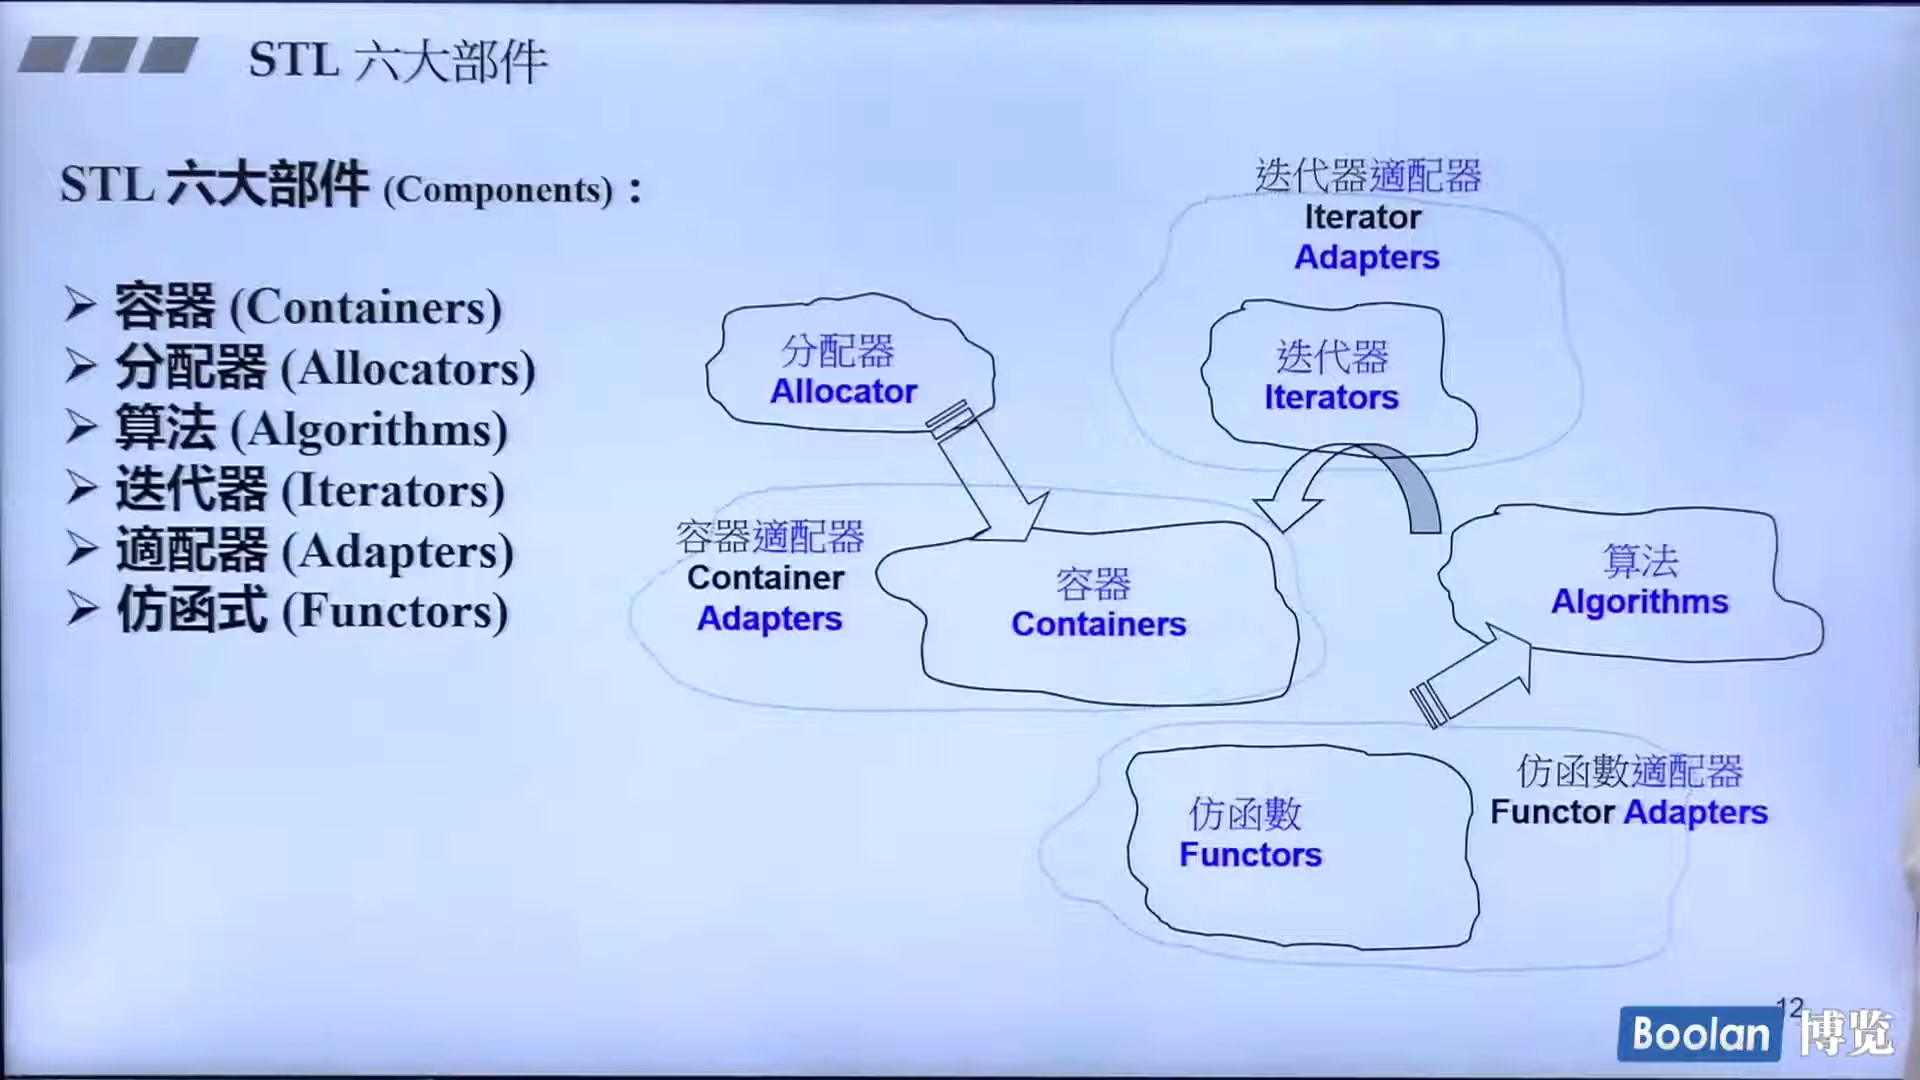 STL 六大部件
STL 六大部件 (Components)：
容器 (Containers)
分配器 (Allocators)
算法 (Algorithms)
迭代器 (Iterators)
適配器 (Adapters)
仿函式 (Functors)
迭代器適配器
Iterator
Adapters
分配器
Allocator
迭代器
Iterators
容器適配器
Container
Adapters
容器
Containers
算法
Algorithms
仿函數
Functors
仿函數適配器
Functor Adapters
12
Boolan 博览